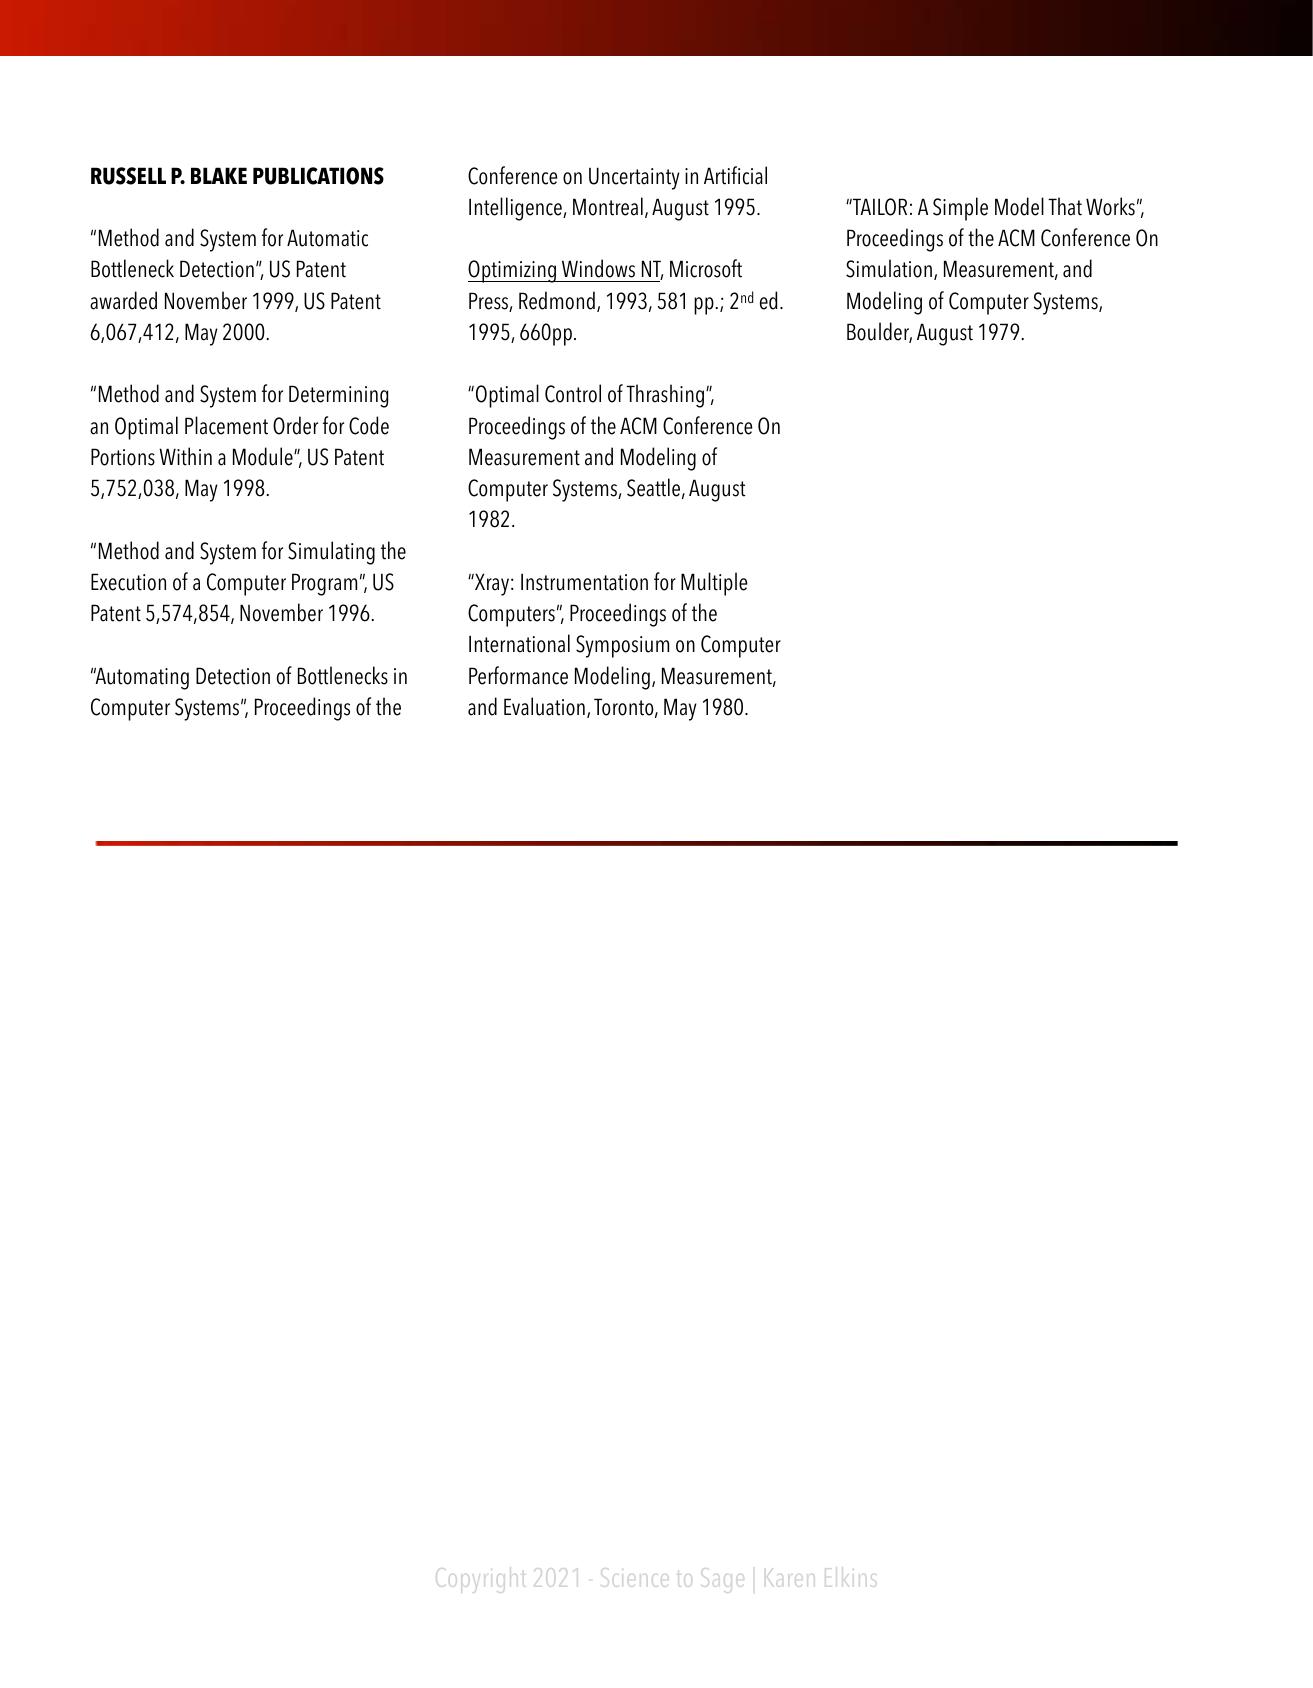 RUSSELL P. BLAKE PUBLICATIONS
“Method and System for Automatic
Bottleneck Detection”, US Patent
awarded November 1999, US Patent
6,067,412, May 2000.
“Method and System for Determining
an Optimal Placement Order for Code
Portions Within a Module”, US Patent
5,752,038, May 1998.
“Method and System for Simulating the
Execution of a Computer Program”, US
Patent 5,574,854, November 1996.
“Automating Detection of Bottlenecks in
Computer Systems”, Proceedings of the
Conference on Uncertainty in Artificial
Intelligence, Montreal, August 1995.
Optimizing Windows NT, Microsoft
Press, Redmond, 1993, 581 pp.; 2nd ed.
1995, 660pp.
“Optimal Control of Thrashing”,
Proceedings of the ACM Conference On
Measurement and Modeling of
Computer Systems, Seattle, August
1982.
“Xray: Instrumentation for Multiple
Computers”, Proceedings of the
International Symposium on Computer
Performance Modeling, Measurement,
and Evaluation, Toronto, May 1980.
“TAILOR: A Simple Model That Works”,
Proceedings of the ACM Conference On
Simulation, Measurement, and
Modeling of Computer Systems,
Boulder, August 1979.
Copyright 2021 - Science to Sage | Karen Elkins